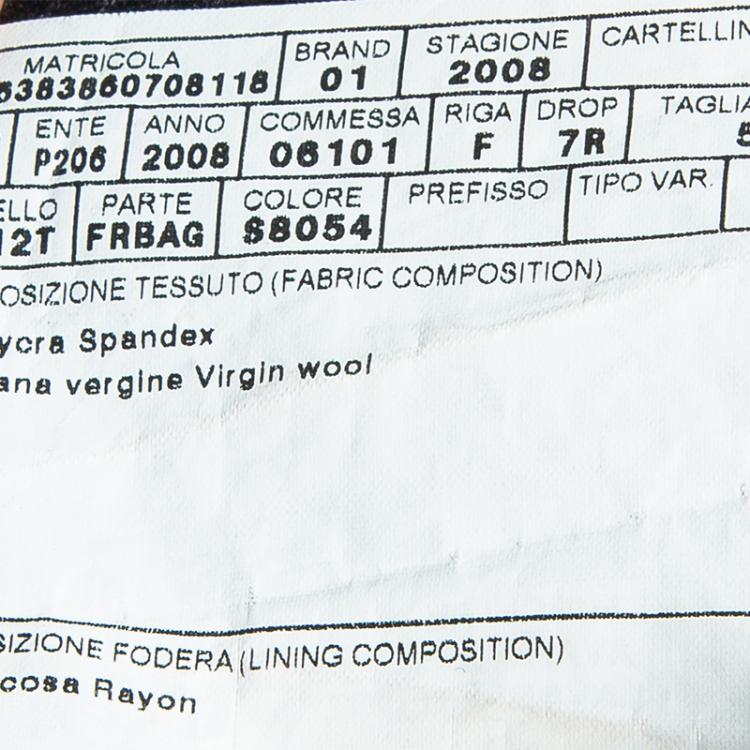 MATRICOLA BRAND STAGIONE CARTELLIN
5383860708118 01 2008
ENTE ANNO COMMESSA RIGA DROP TAGLIA
P206 2008 06101 F 7R 5
ELLO PARTE COLORE PREFISSO TIPO VAR.
12T FRBAG S8054
OSIZIONE TESSUTO (FABRIC COMPOSITION)
ycra Spandex
ana vergine Virgin wool
SIZIONE FODERA (LINING COMPOSITION)
cosa Rayon